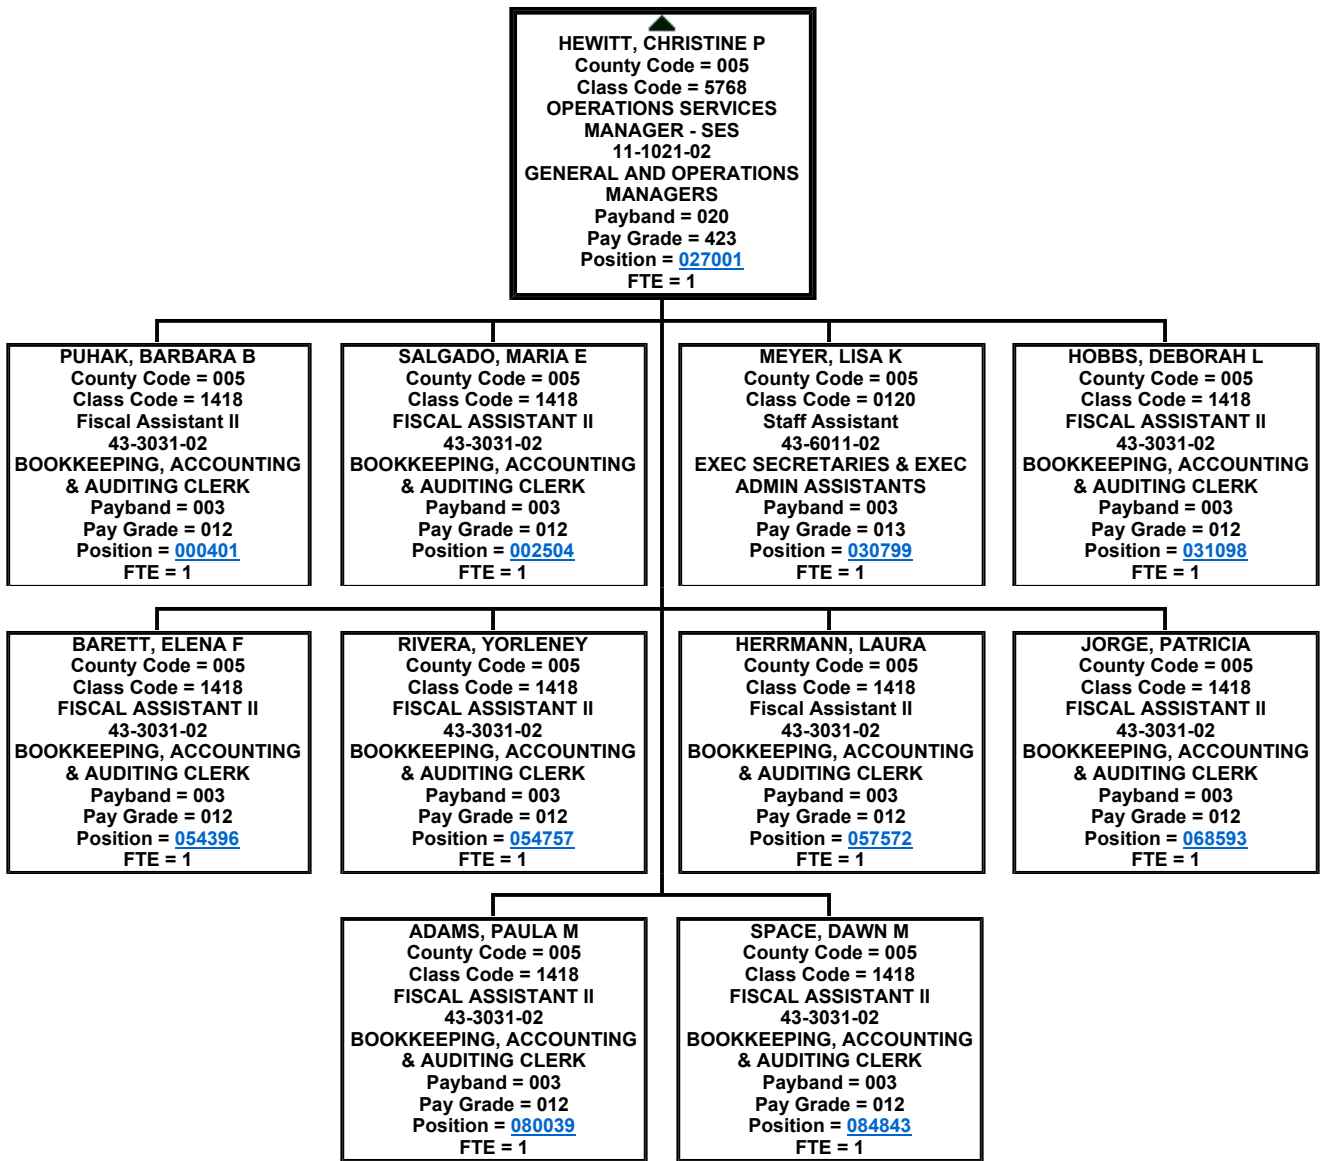 HEWITT, CHRISTINE P
County Code = 005
Class Code = 5768
OPERATIONS SERVICES
MANAGER - SES
11-1021-02
GENERAL AND OPERATIONS
MANAGERS
Payband = 020
Pay Grade = 423
Position = 027001
FTE = 1
PUHAK, BARBARA B
County Code = 005
Class Code = 1418
Fiscal Assistant II
43-3031-02
BOOKKEEPING, ACCOUNTING
& AUDITING CLERK
Payband = 003
Pay Grade = 012
Position = 000401
FTE = 1
SALGADO, MARIA E
County Code = 005
Class Code = 1418
FISCAL ASSISTANT II
43-3031-02
BOOKKEEPING, ACCOUNTING
& AUDITING CLERK
Payband = 003
Pay Grade = 012
Position = 002504
FTE = 1
MEYER, LISA K
County Code = 005
Class Code = 0120
Staff Assistant
43-6011-02
EXEC SECRETARIES & EXEC
ADMIN ASSISTANTS
Payband = 003
Pay Grade = 013
Position = 030799
FTE = 1
HOBBS, DEBORAH L
County Code = 005
Class Code = 1418
FISCAL ASSISTANT II
43-3031-02
BOOKKEEPING, ACCOUNTING
& AUDITING CLERK
Payband = 003
Pay Grade = 012
Position = 031098
FTE = 1
BARETT, ELENA F
County Code = 005
Class Code = 1418
FISCAL ASSISTANT II
43-3031-02
BOOKKEEPING, ACCOUNTING
& AUDITING CLERK
Payband = 003
Pay Grade = 012
Position = 054396
FTE = 1
RIVERA, YORLENEY
County Code = 005
Class Code = 1418
FISCAL ASSISTANT II
43-3031-02
BOOKKEEPING, ACCOUNTING
& AUDITING CLERK
Payband = 003
Pay Grade = 012
Position = 054757
FTE = 1
HERRMANN, LAURA
County Code = 005
Class Code = 1418
Fiscal Assistant II
43-3031-02
BOOKKEEPING, ACCOUNTING
& AUDITING CLERK
Payband = 003
Pay Grade = 012
Position = 057572
FTE = 1
JORGE, PATRICIA
County Code = 005
Class Code = 1418
FISCAL ASSISTANT II
43-3031-02
BOOKKEEPING, ACCOUNTING
& AUDITING CLERK
Payband = 003
Pay Grade = 012
Position = 068593
FTE = 1
ADAMS, PAULA M
County Code = 005
Class Code = 1418
FISCAL ASSISTANT II
43-3031-02
BOOKKEEPING, ACCOUNTING
& AUDITING CLERK
Payband = 003
Pay Grade = 012
Position = 080039
FTE = 1
SPACE, DAWN M
County Code = 005
Class Code = 1418
FISCAL ASSISTANT II
43-3031-02
BOOKKEEPING, ACCOUNTING
& AUDITING CLERK
Payband = 003
Pay Grade = 012
Position = 084843
FTE = 1